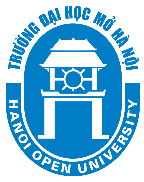 TRƯỜNG ĐẠI HỌC MỞ HÀ NỘI
HANOI OPEN UNIVERSITY